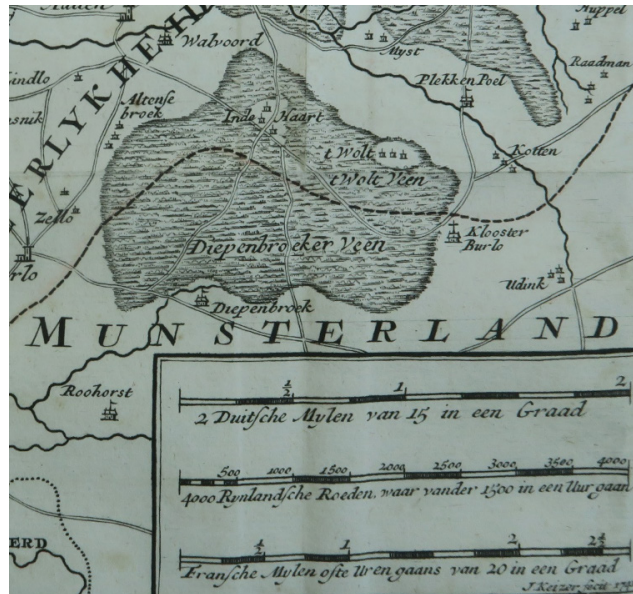 Walvoord
Myst
Huppel
Raadman
Plekken Poel
Altense
broek
Inde Haart
't Wolt
't Wolt Veen
Kotten
Zello
Diepenbroeker Veen
Klooster
Burlo
Udink
Diepenbroek
MUNSTERLAND
Roohorst
ERD
½ 1 2
2 Duitsche Mylen van 15 in een Graad
500 1000 1500 2000 2500 3000 3500 4000
4000 Rynlandsche Roeden, waar vander 1500 in een Uur gaan
½ 1 2 2½
Fransche Mylen ofte Uren gaans van 20 in een Graad
J. Keizer fecit